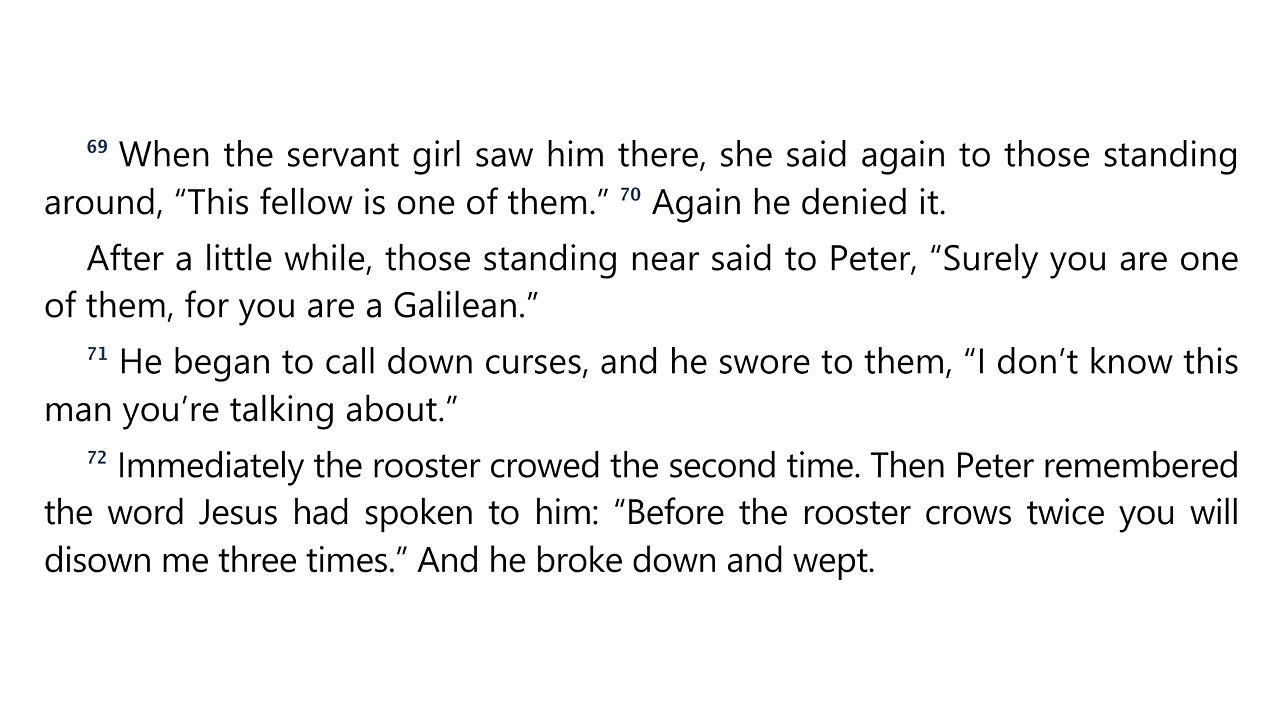 69 When the servant girl saw him there, she said again to those standing
around, “This fellow is one of them.” 70 Again he denied it.
After a little while, those standing near said to Peter, “Surely you are one
of them, for you are a Galilean.”
71 He began to call down curses, and he swore to them, “I don’t know this
man you’re talking about.”
72 Immediately the rooster crowed the second time. Then Peter remembered
the word Jesus had spoken to him: “Before the rooster crows twice you will
disown me three times.” And he broke down and wept.